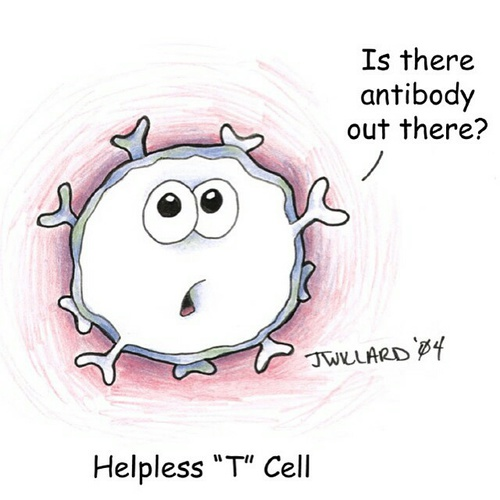 Is there
antibody
out there?
JWILLARD '04
Helpless "T" Cell